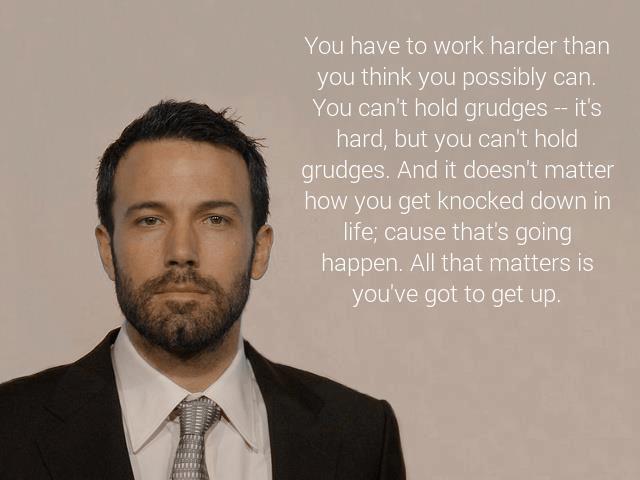 You have to work harder than
you think you possibly can.
You can't hold grudges -- it's
hard, but you can't hold
grudges. And it doesn't matter
how you get knocked down in
life; cause that's going
happen. All that matters is
you've got to get up.